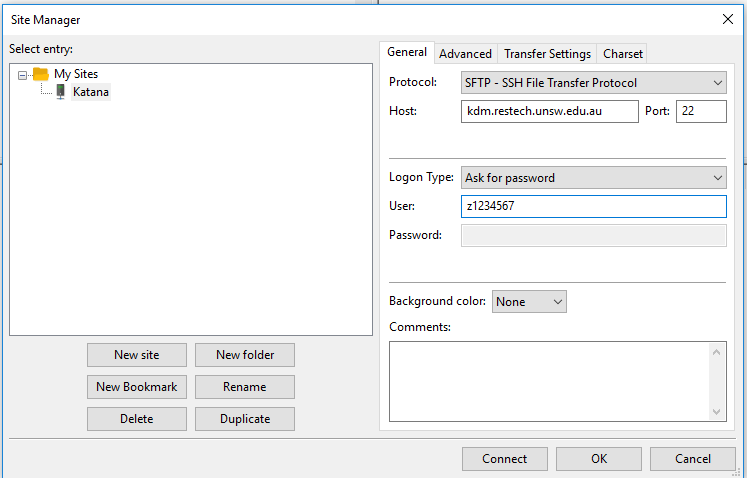 Site Manager
Select entry:
My Sites
Katana
New site New folder
New Bookmark Rename
Delete Duplicate
General Advanced Transfer Settings Charset
Protocol: SFTP - SSH File Transfer Protocol
Host: kdm.restech.unsw.edu.au Port: 22
Logon Type: Ask for password
User: z1234567
Password:
Background color: None
Comments:
Connect OK Cancel